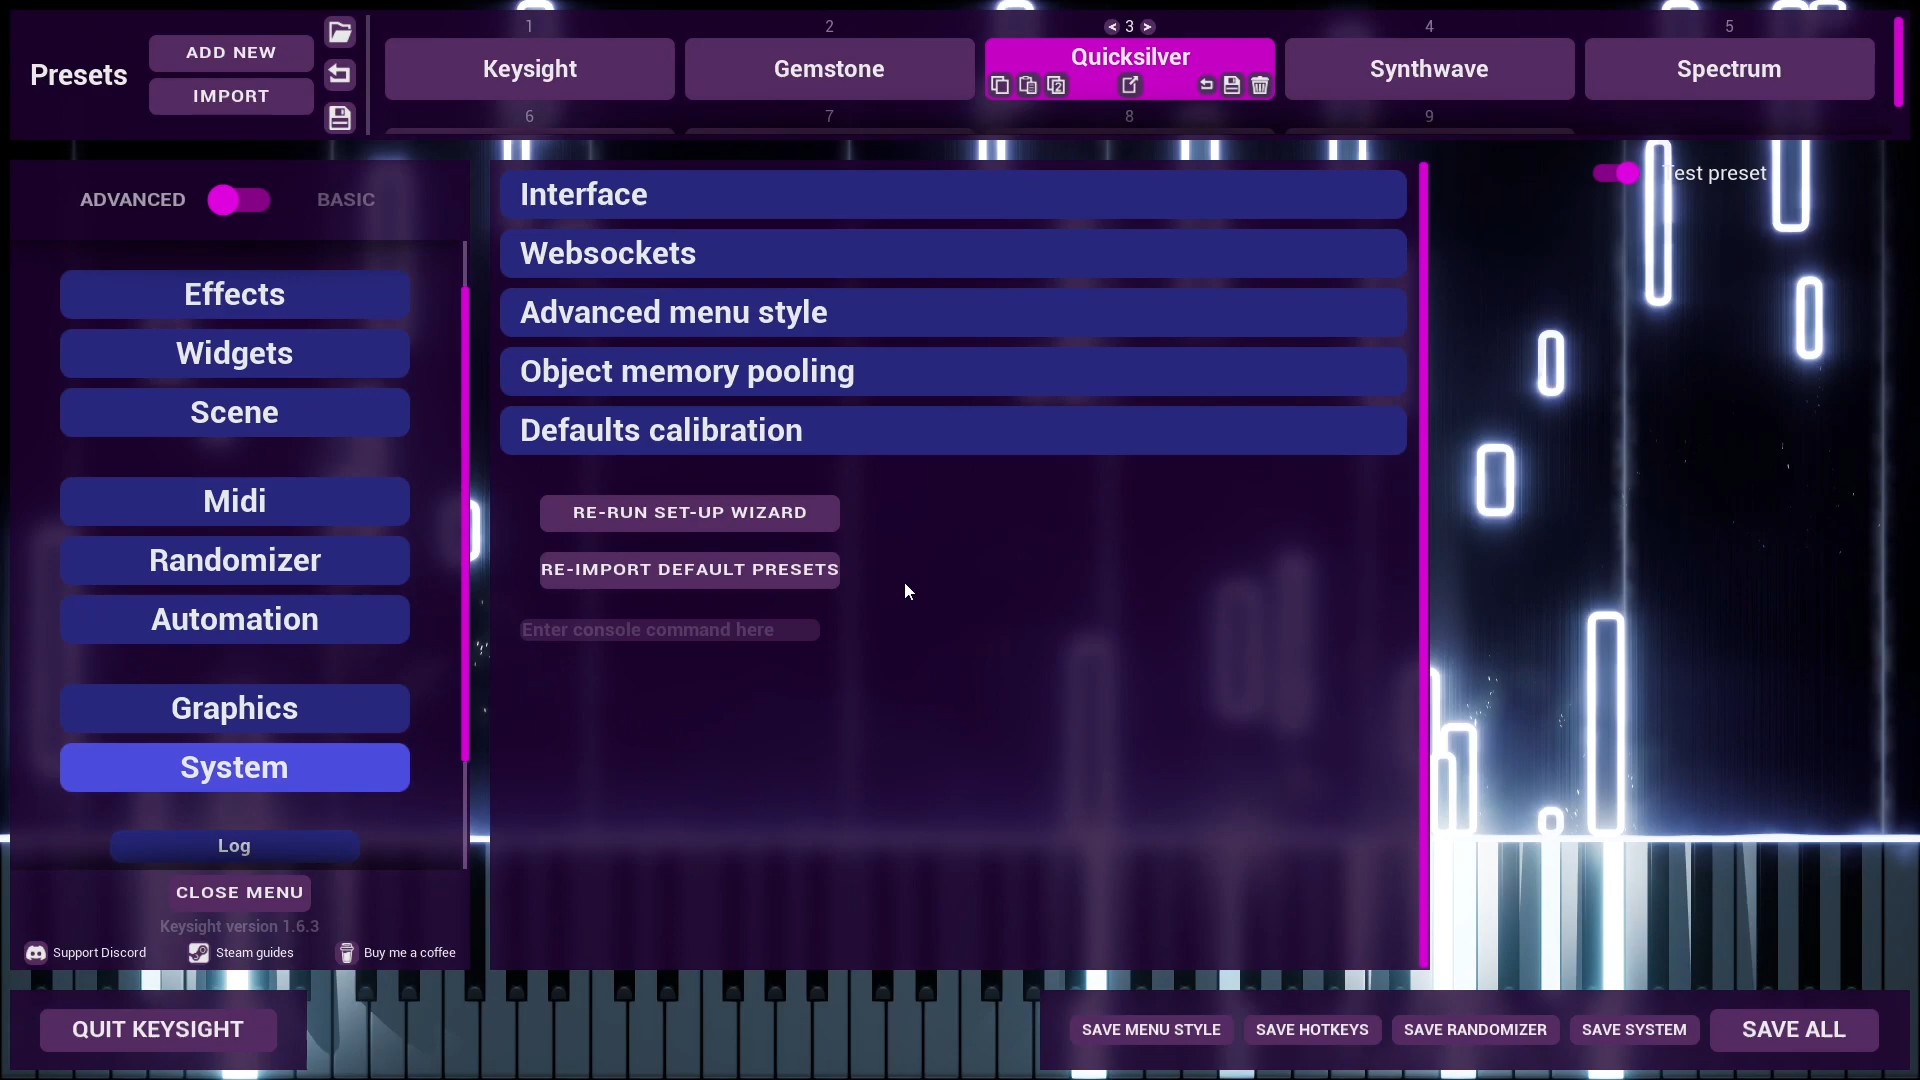 Presets
ADD NEW
IMPORT
1
2
< 3 >
4
5
Keysight
Gemstone
Quicksilver
Synthwave
Spectrum
2
6
7
8
9
ADVANCED
BASIC
Effects
Widgets
Scene
Midi
Randomizer
Automation
Graphics
System
Log
CLOSE MENU
Keysight version 1.6.3
Support Discord
Steam guides
Buy me a coffee
QUIT KEYSIGHT
Interface
Websockets
Advanced menu style
Object memory pooling
Defaults calibration
RE-RUN SET-UP WIZARD
RE-IMPORT DEFAULT PRESETS
Enter console command here
Test preset
SAVE MENU STYLE
SAVE HOTKEYS
SAVE RANDOMIZER
SAVE SYSTEM
SAVE ALL